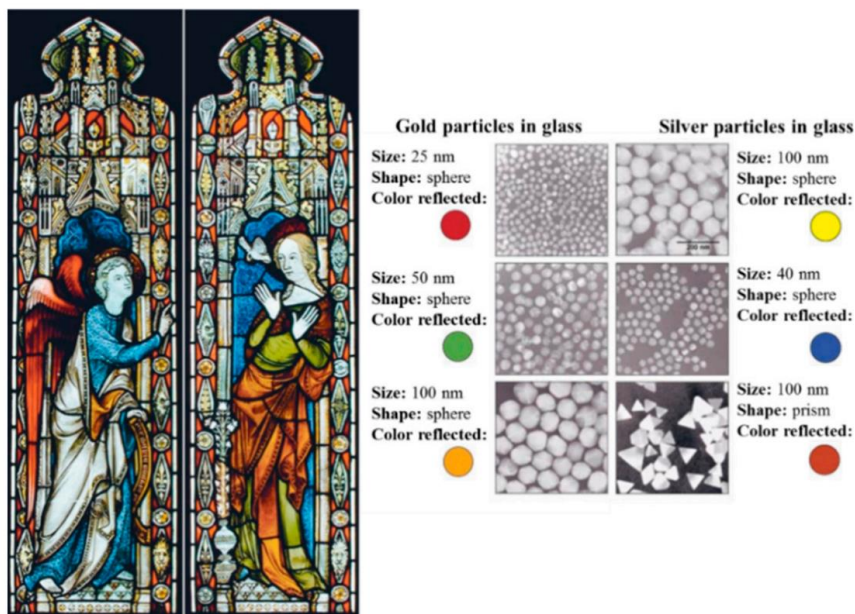 Gold particles in glass
Size: 25 nm
Shape: sphere
Color reflected:
Size: 50 nm
Shape: sphere
Color reflected:
Size: 100 nm
Shape: sphere
Color reflected:
Silver particles in glass
Size: 100 nm
Shape: sphere
Color reflected:
200 nm
Size: 40 nm
Shape: sphere
Color reflected:
Size: 100 nm
Shape: prism
Color reflected: